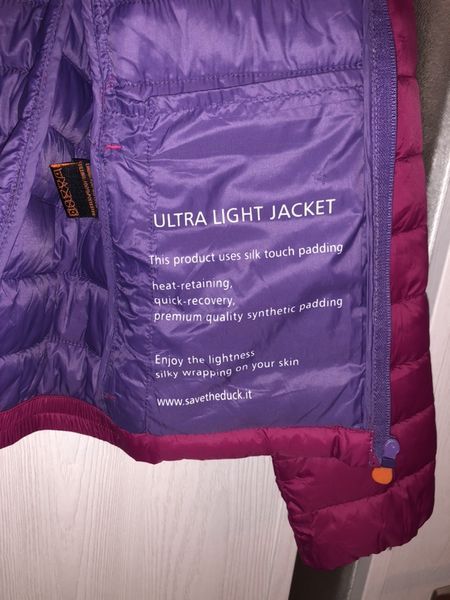 ULTRA LIGHT JACKET
This product uses silk touch padding
heat-retaining,
quick-recovery,
premium quality synthetic padding
Enjoy the lightness
silky wrapping on your skin
www.savetheduck.it